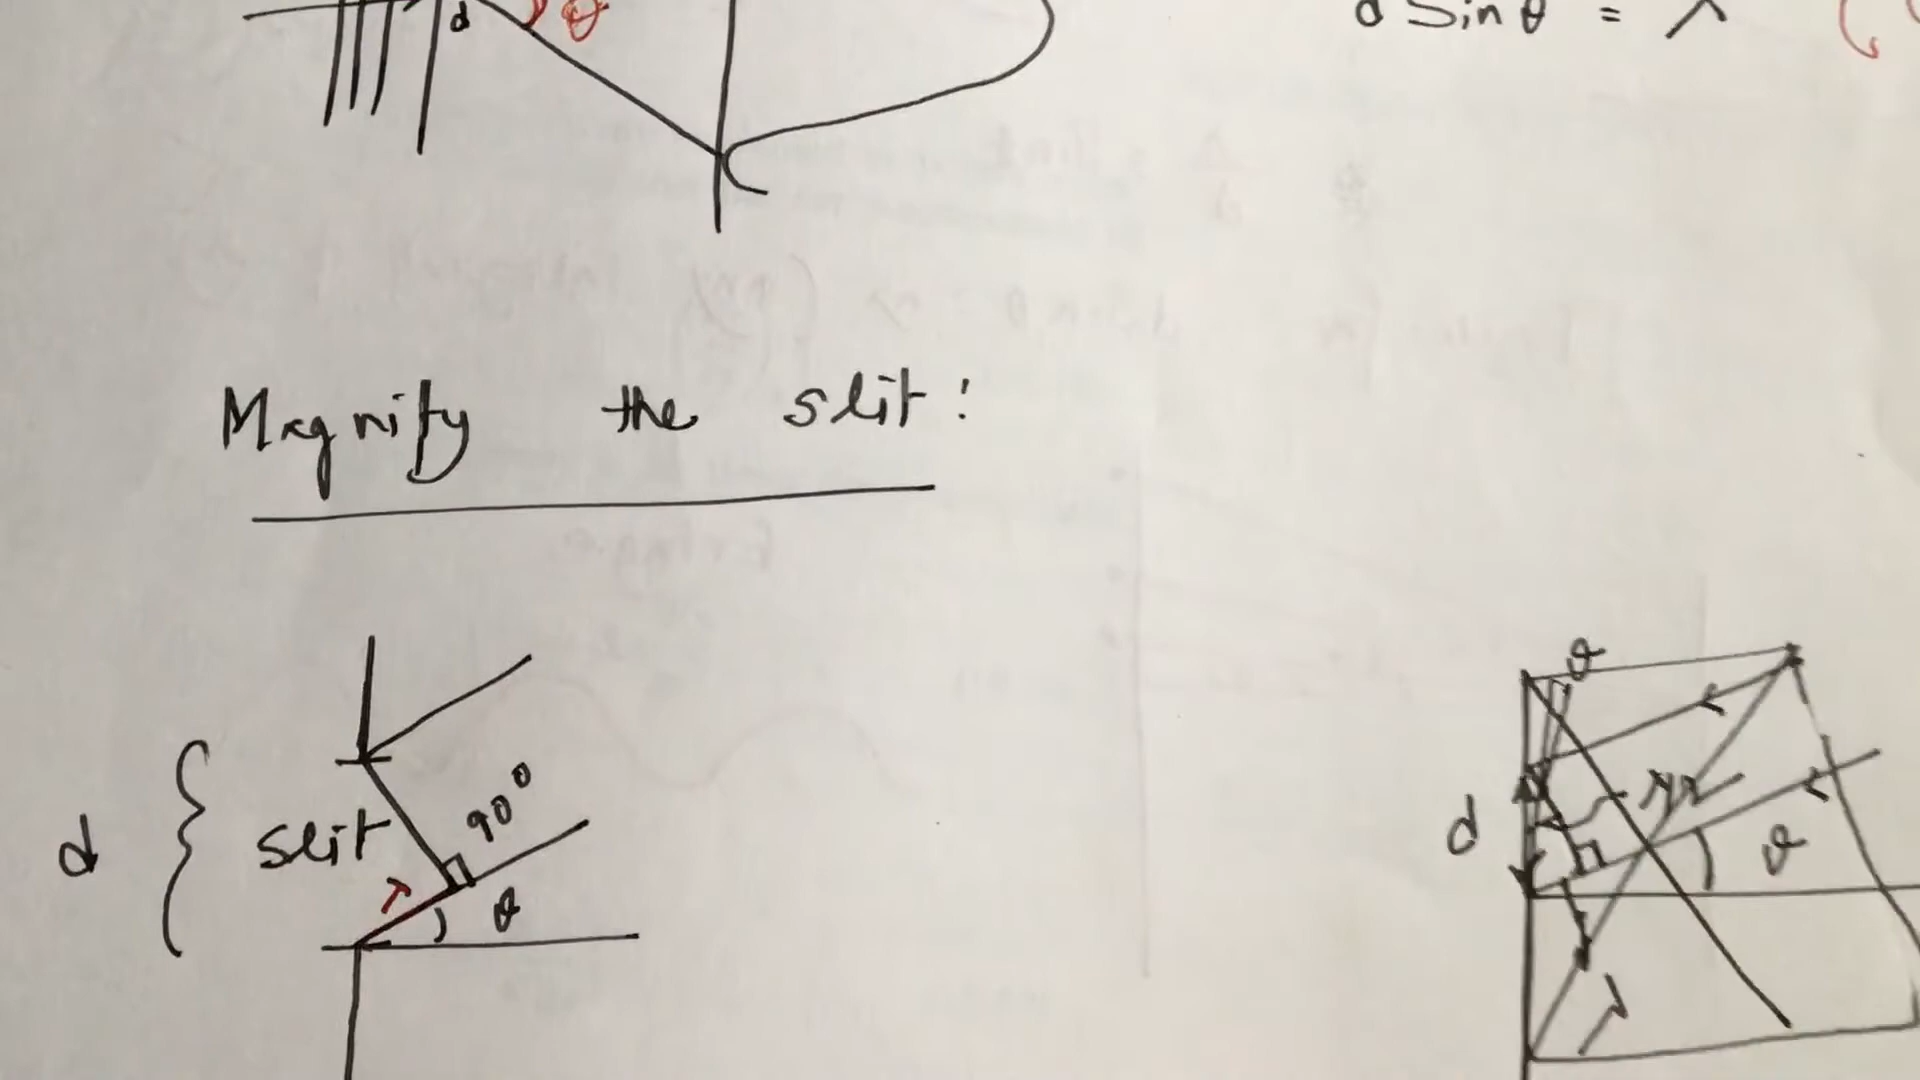 d θ
d sin θ = λ
Magnify the slit:
d { slit 90°
λ θ
θ
d
θ
λ